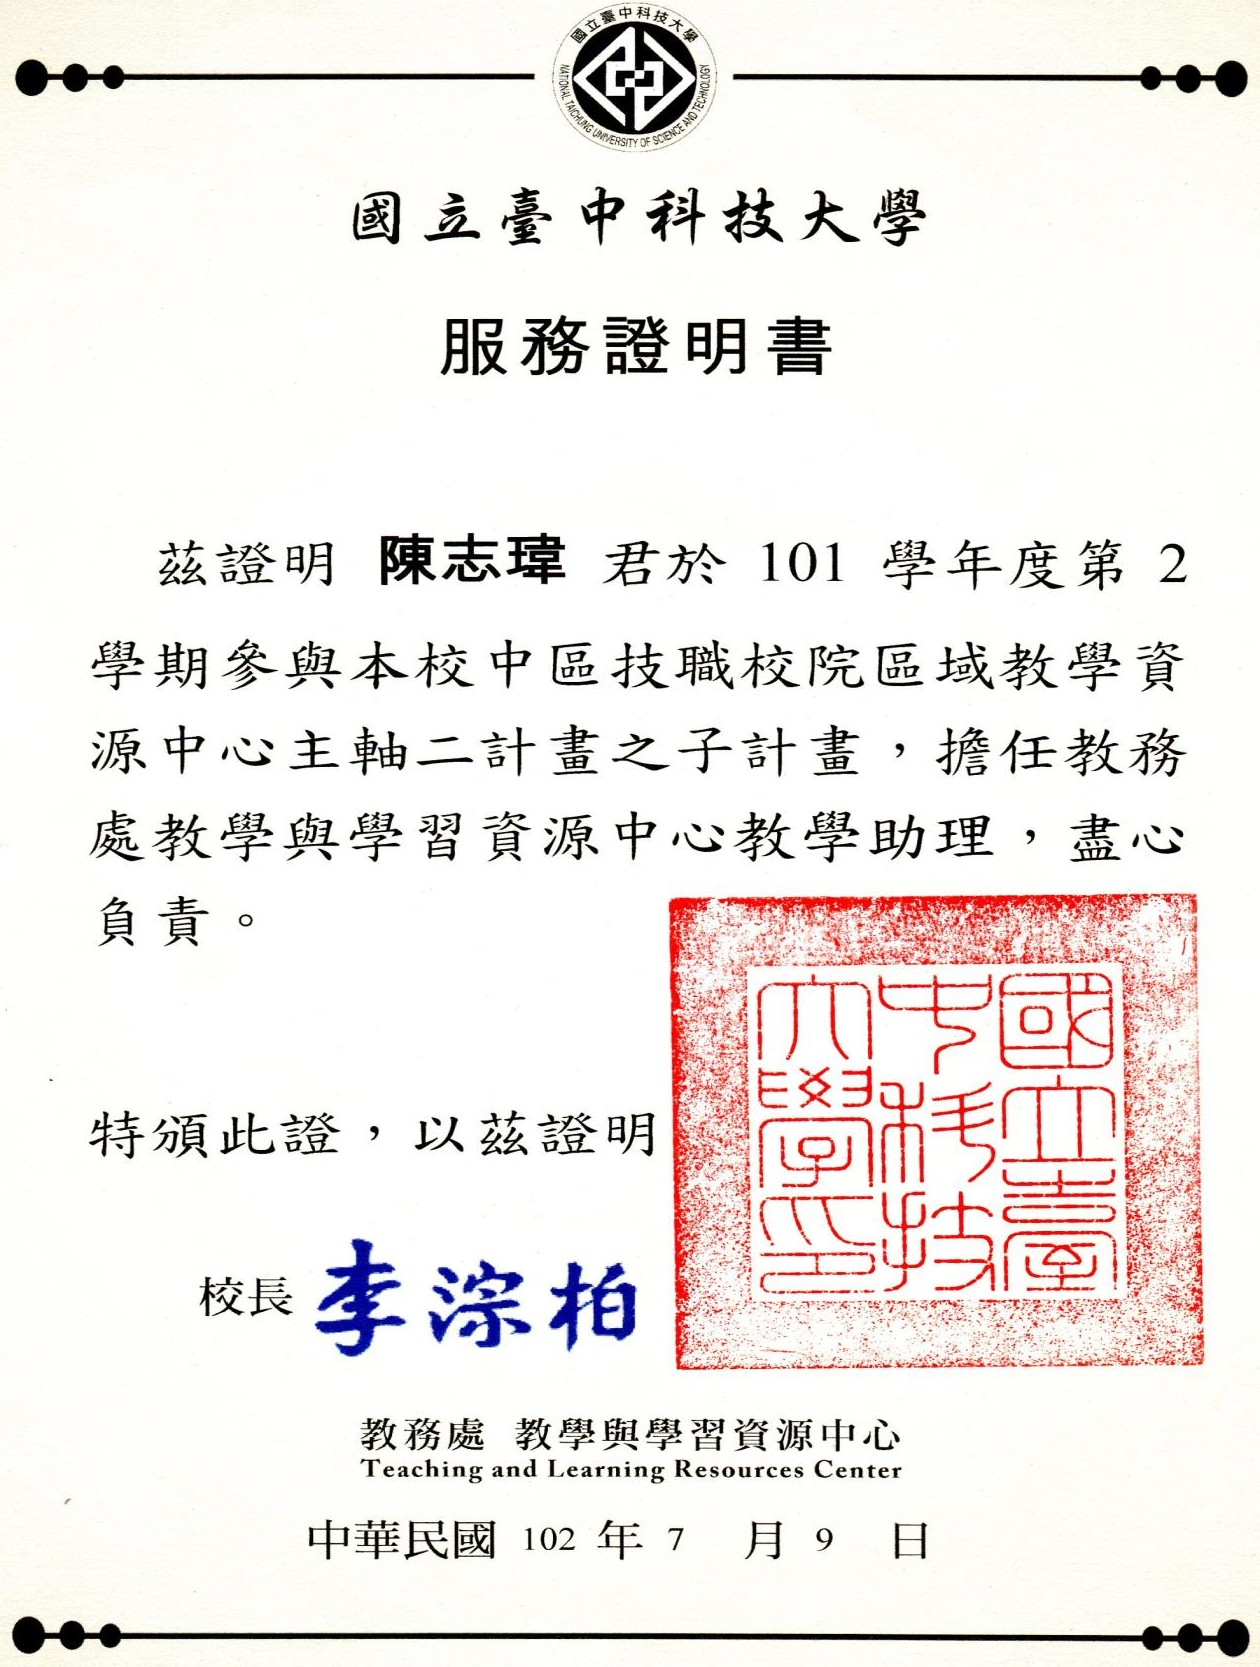 國立臺中科技大學
NATIONAL TAICHUNG UNIVERSITY OF SCIENCE AND TECHNOLOGY
國立臺中科技大學
服務證明書
茲證明 陳志瑋 君於 101 學年度第 2
學期參與本校中區技職校院區域教學資
源中心主軸二計畫之子計畫，擔任教務
處教學與學習資源中心教學助理，盡心
負責。
國立臺
中科技
大學印
特頒此證，以茲證明
校長 李淙柏
教務處 教學與學習資源中心
Teaching and Learning Resources Center
中華民國 102 年 7 月 9 日